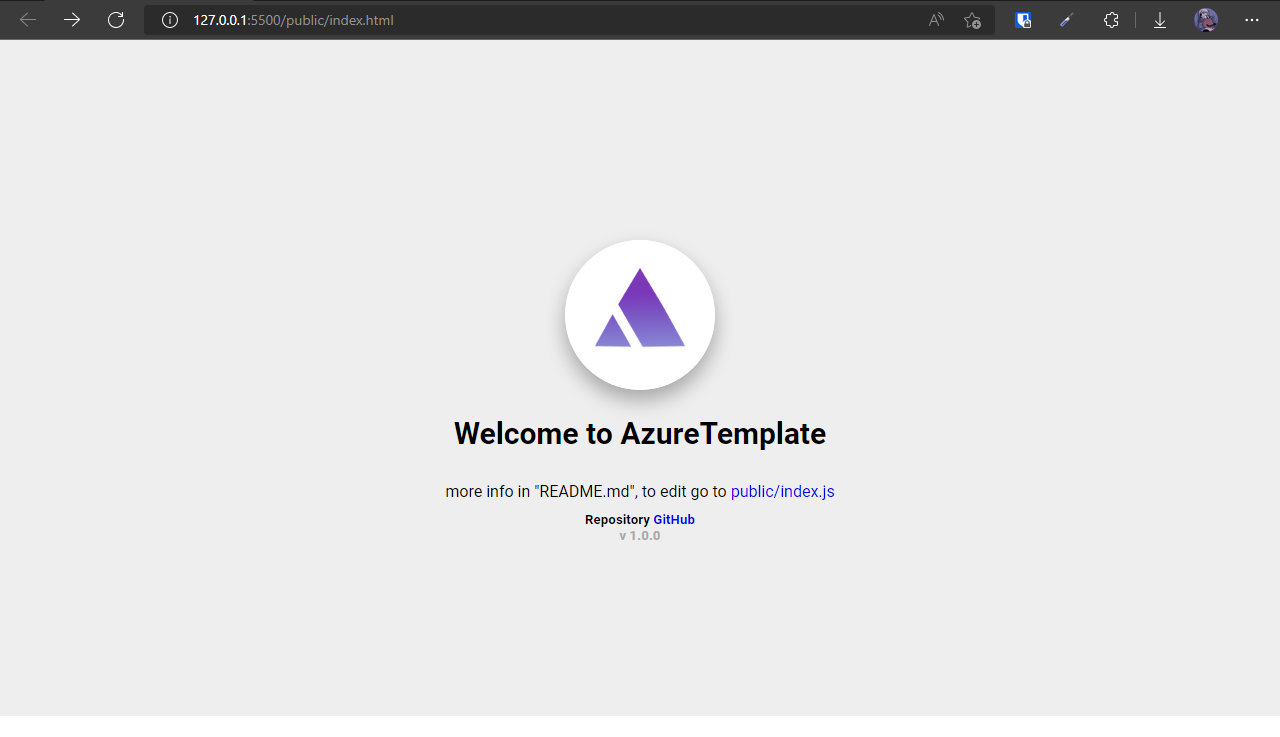 127.0.0.1:5500/public/index.html
Welcome to AzureTemplate
more info in "README.md", to edit go to public/index.js
Repository GitHub
v 1.0.0